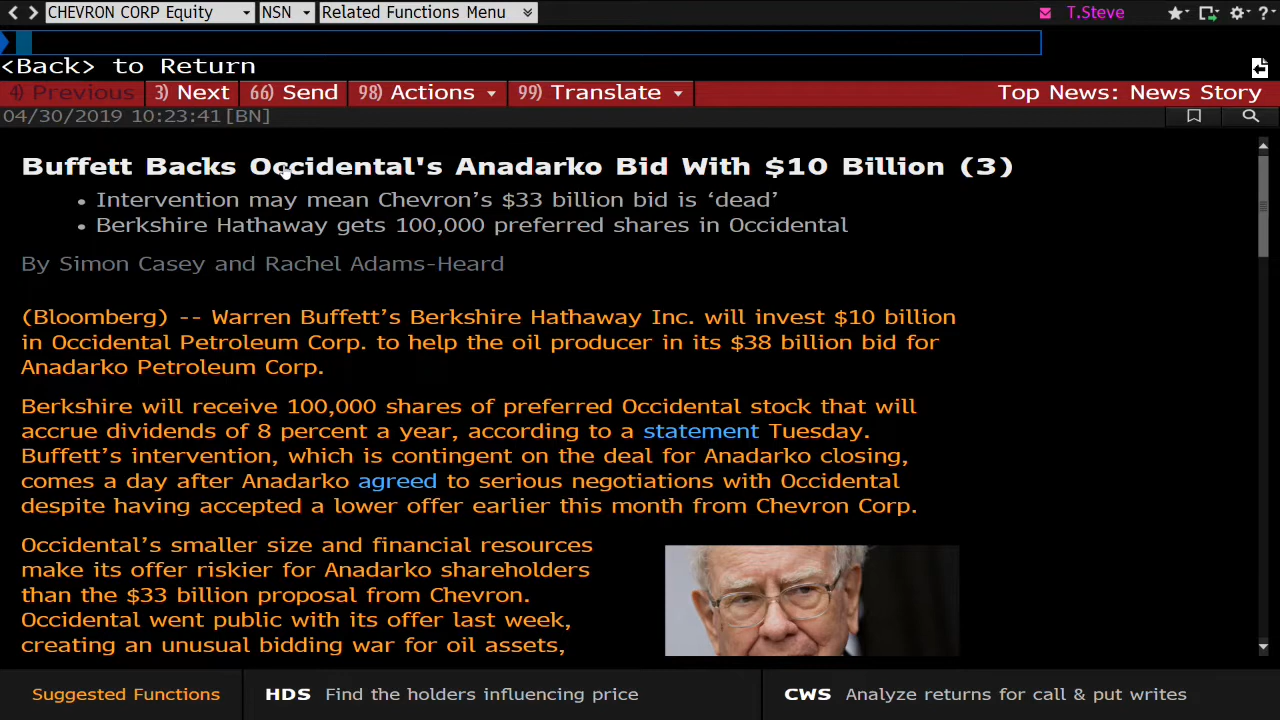 CHEVRON CORP Equity NSN Related Functions Menu T.Steve ?
<Back> to Return
4) Previous 3) Next 66) Send 98) Actions 99) Translate Top News: News Story
04/30/2019 10:23:41[BN]
Buffett Backs Occidental's Anadarko Bid With $10 Billion (3)
• Intervention may mean Chevron’s $33 billion bid is ‘dead’
• Berkshire Hathaway gets 100,000 preferred shares in Occidental
By Simon Casey and Rachel Adams-Heard
(Bloomberg) -- Warren Buffett’s Berkshire Hathaway Inc. will invest $10 billion
in Occidental Petroleum Corp. to help the oil producer in its $38 billion bid for
Anadarko Petroleum Corp.
Berkshire will receive 100,000 shares of preferred Occidental stock that will
accrue dividends of 8 percent a year, according to a statement Tuesday.
Buffett’s intervention, which is contingent on the deal for Anadarko closing,
comes a day after Anadarko agreed to serious negotiations with Occidental
despite having accepted a lower offer earlier this month from Chevron Corp.
Occidental’s smaller size and financial resources
make its offer riskier for Anadarko shareholders
than the $33 billion proposal from Chevron.
Occidental went public with its offer last week,
creating an unusual bidding war for oil assets,
Suggested Functions HDS Find the holders influencing price CWS Analyze returns for call & put writes